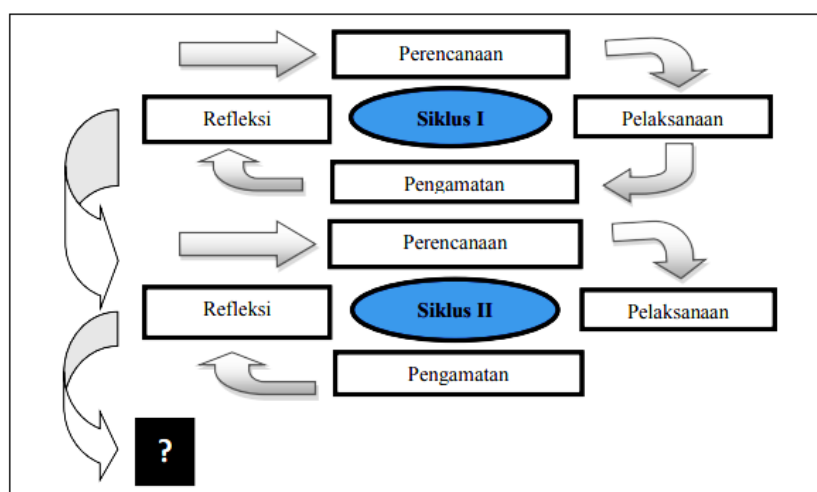 Perencanaan
Refleksi
Siklus I
Pelaksanaan
Pengamatan
Perencanaan
Refleksi
Siklus II
Pelaksanaan
Pengamatan
?